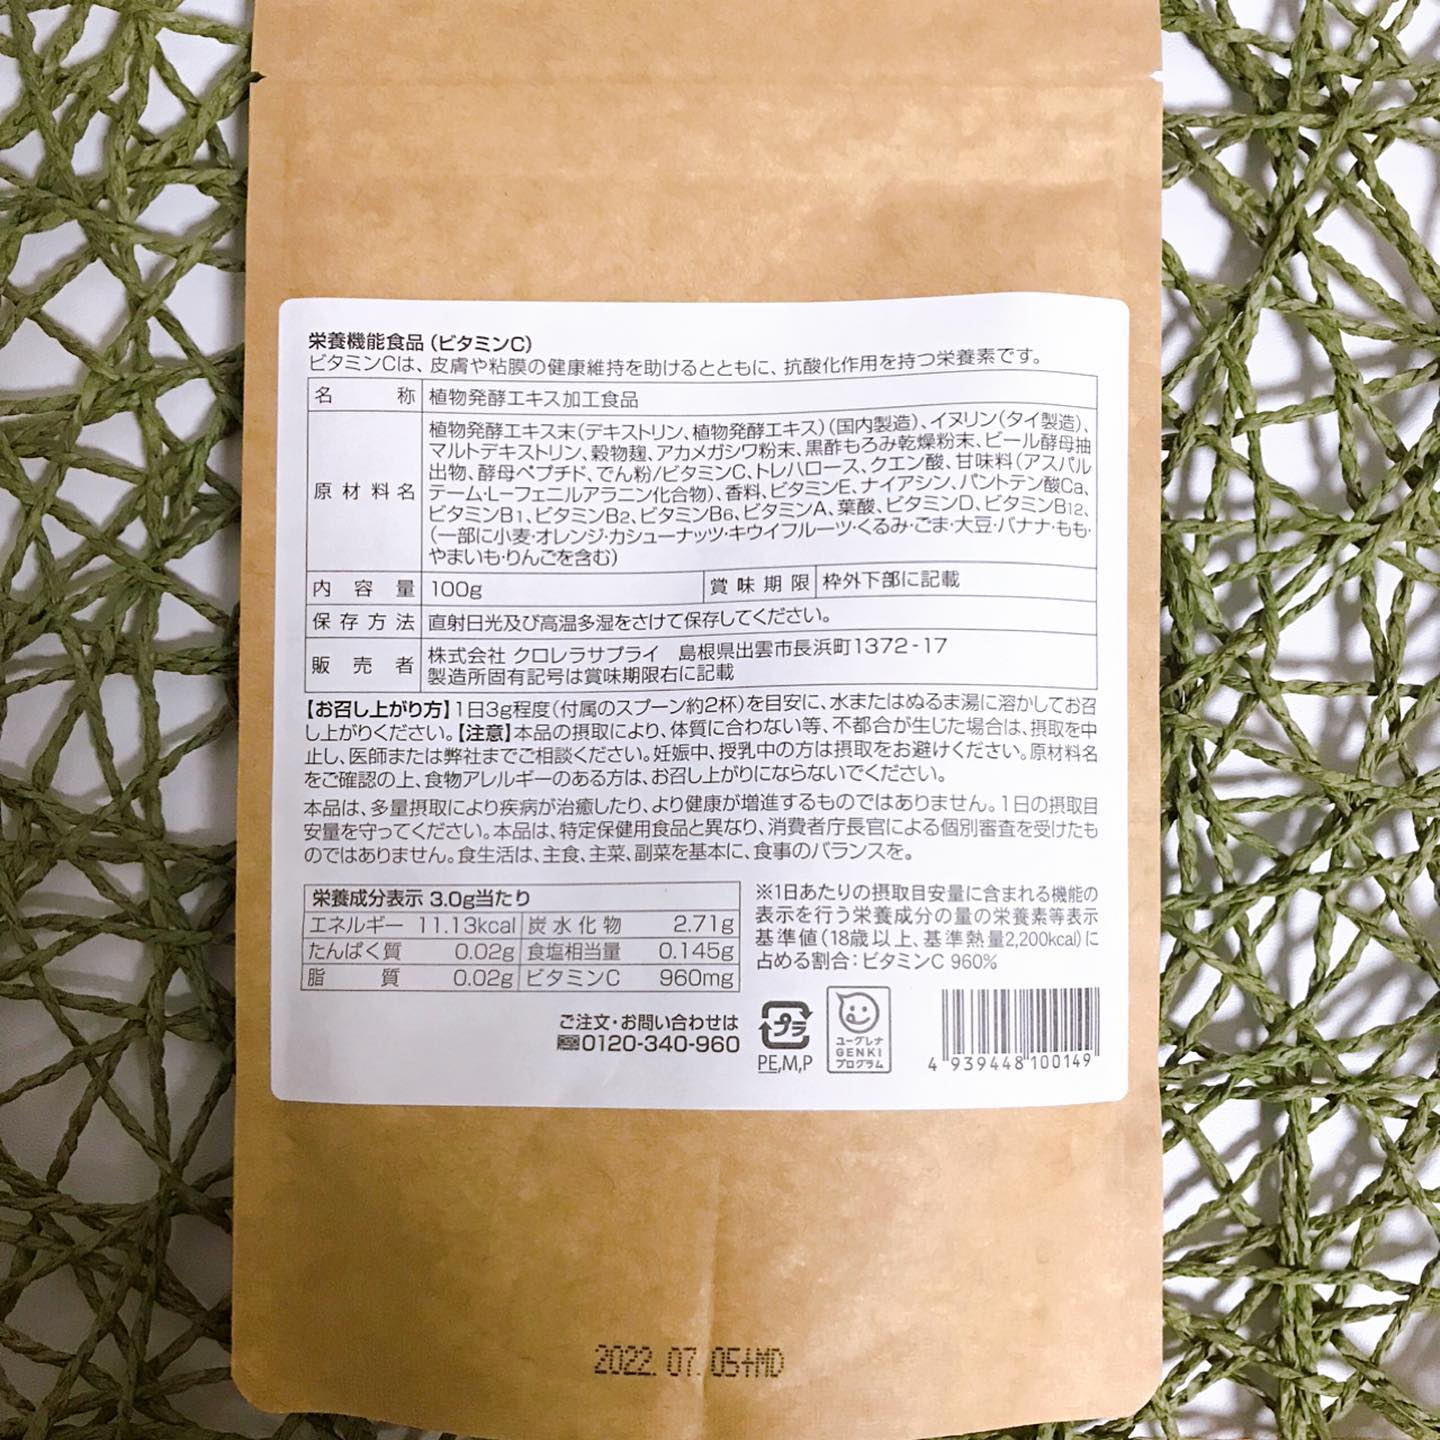 栄養機能食品(ビタミンC)
ビタミンCは、皮膚や粘膜の健康維持を助けるとともに、抗酸化作用を持つ栄養素です。
名称 植物発酵エキス加工食品
原材料名 植物発酵エキス末(デキストリン、植物発酵エキス)(国内製造)、イヌリン(タイ製造)、
マルトデキストリン、穀物麹、アカメガシワ粉末、黒酢もろみ乾燥粉末、ビール酵母抽
出物、酵母ペプチド、でん粉/ビタミンC、トレハロース、クエン酸、甘味料(アスパル
テーム・L-フェニルアラニン化合物)、香料、ビタミンE、ナイアシン、パントテン酸Ca、
ビタミンB1、ビタミンB2、ビタミンB6、ビタミンA、葉酸、ビタミンD、ビタミンB12、
(一部に小麦・オレンジ・カシューナッツ・キウイフルーツ・くるみ・ごま・大豆・バナナ・もも・
やまいも・りんごを含む)
内容量 100g 賞味期限 枠外下部に記載
保存方法 直射日光及び高温多湿をさけて保存してください。
販売者 株式会社 クロレラサプライ 島根県出雲市長浜町1372-17
製造所固有記号は賞味期限右に記載
【お召し上がり方】1日3g程度(付属のスプーン約2杯)を目安に、水またはぬるま湯に溶かしてお召
し上がりください。【注意】本品の摂取により、体質に合わない等、不都合が生じた場合は、摂取を中
止し、医師または弊社までご相談ください。妊娠中、授乳中の方は摂取をお避けください。原材料名
をご確認の上、食物アレルギーのある方は、お召し上がりにならないでください。
本品は、多量摂取により疾病が治癒したり、より健康が増進するものではありません。1日の摂取目
安量を守ってください。本品は、特定保健用食品と異なり、消費者庁長官による個別審査を受けたも
のではありません。食生活は、主食、主菜、副菜を基本に、食事のバランスを。
栄養成分表示 3.0g当たり
エネルギー 11.13kcal 炭水化物 2.71g
たんぱく質 0.02g 食塩相当量 0.145g
脂質 0.02g ビタミンC 960mg
※1日あたりの摂取目安量に含まれる機能の
表示を行う栄養成分の量の栄養素等表示
基準値(18歳以上、基準熱量2,200kcal)に
占める割合:ビタミンC 960%
ご注文・お問い合わせは
0120-340-960
プラ
PE,M,P
ユーグレナ
GENKI
プログラム
4 939448 100149
2022.07.05+MD